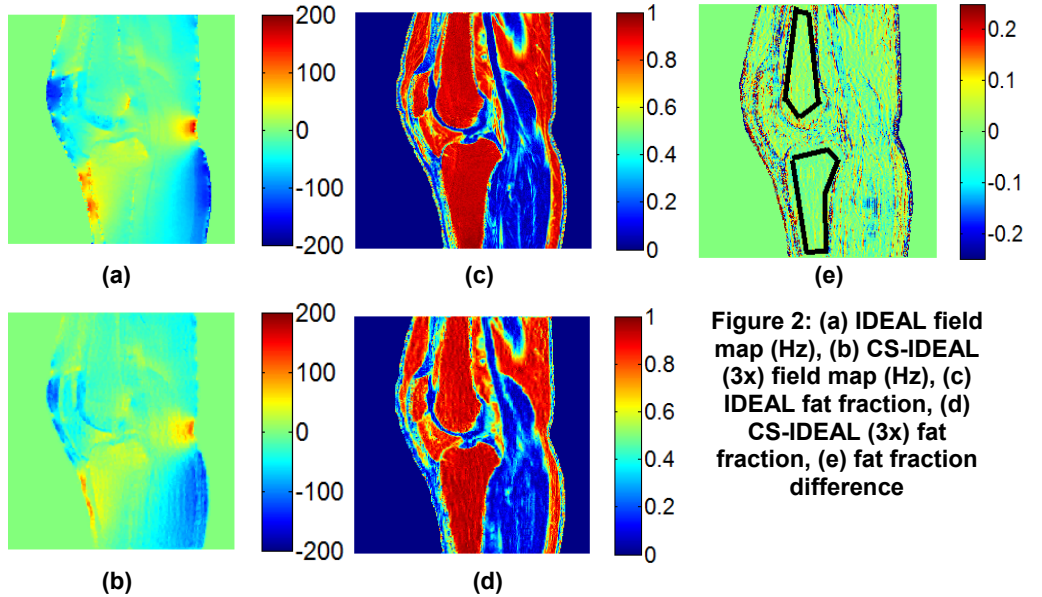 200
100
0
-100
-200
(a)
1
0.8
0.6
0.4
0.2
0
(c)
0.2
0.1
0
-0.1
-0.2
(e)
200
100
0
-100
-200
(b)
1
0.8
0.6
0.4
0.2
0
(d)
Figure 2: (a) IDEAL field
map (Hz), (b) CS-IDEAL
(3x) field map (Hz), (c)
IDEAL fat fraction, (d)
CS-IDEAL (3x) fat
fraction, (e) fat fraction
difference